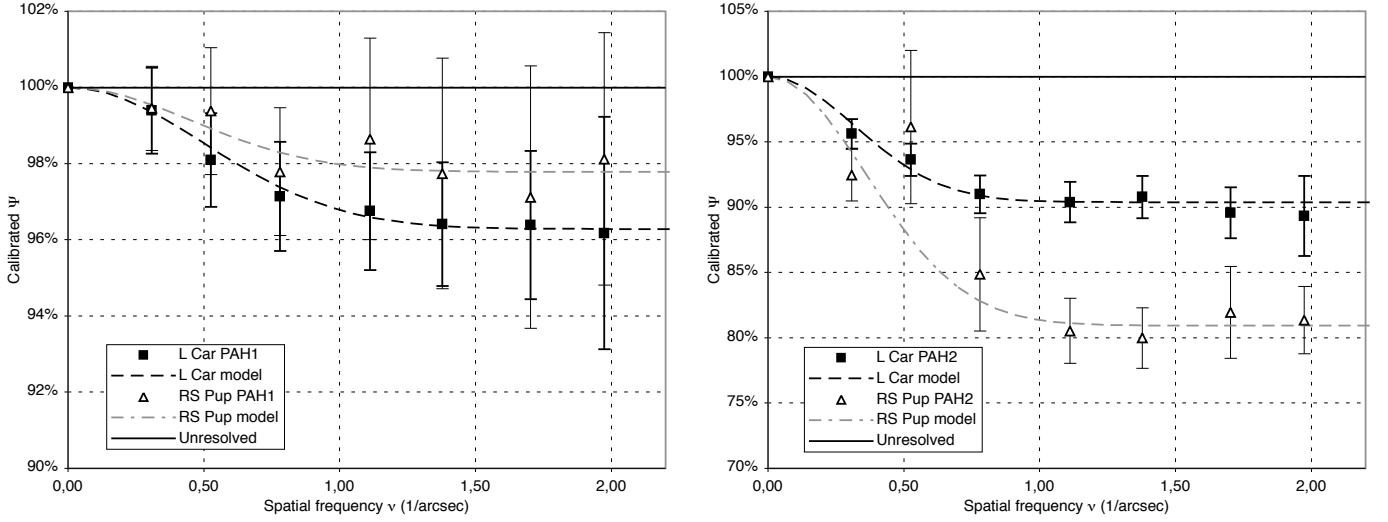 102%
100%
98%
96%
94%
92%
90%
Calibrated Ψ
L Car PAH1
L Car model
RS Pup PAH1
RS Pup model
Unresolved
0,00 0,50 1,00 1,50 2,00
Spatial frequency ν (1/arcsec)
105%
100%
95%
90%
85%
80%
75%
70%
Calibrated Ψ
L Car PAH2
L Car model
RS Pup PAH2
RS Pup model
Unresolved
0,00 0,50 1,00 1,50 2,00
Spatial frequency ν (1/arcsec)